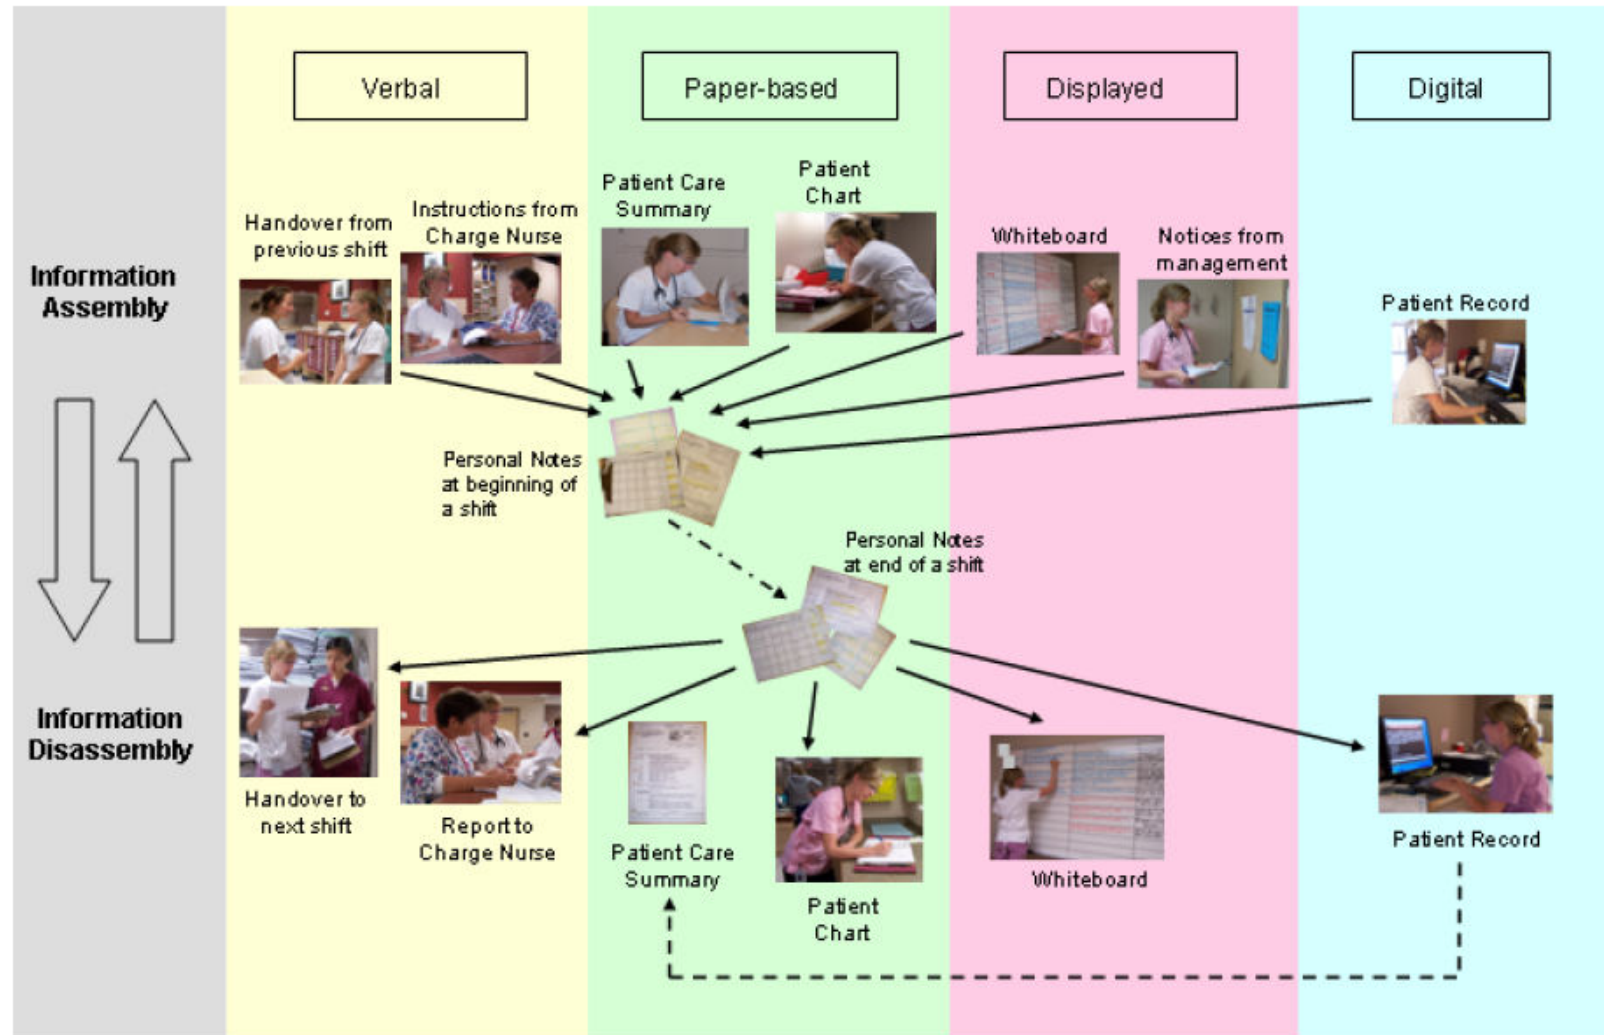 Verbal
Paper-based
Displayed
Digital
Information
Assembly
Handover from
previous shift
Instructions from
Charge Nurse
Patient Care
Summary
Patient
Chart
Whiteboard
Notices from
management
Patient Record
Personal Notes
at beginning of
a shift
Personal Notes
at end of a shift
Information
Disassembly
Handover to
next shift
Report to
Charge Nurse
Patient Care
Summary
Patient
Chart
Whiteboard
Patient Record